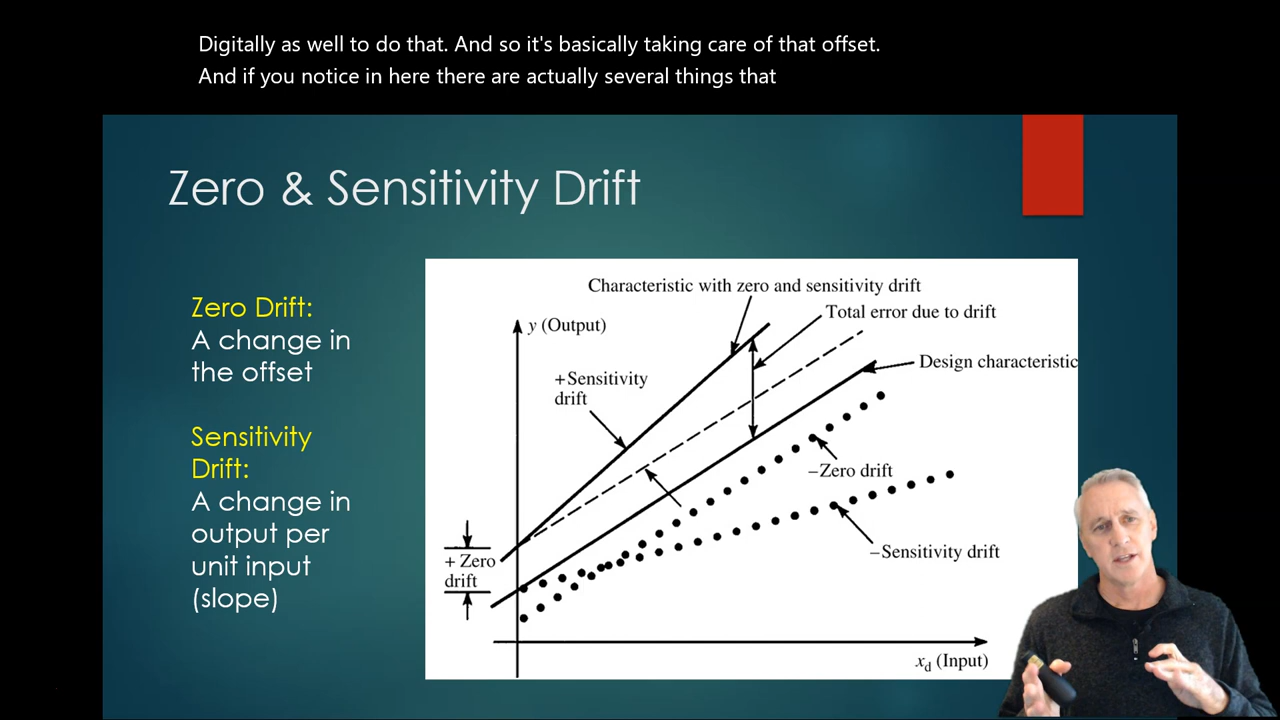 Digitally as well to do that. And so it's basically taking care of that offset.
And if you notice in here there are actually several things that
Zero & Sensitivity Drift
Zero Drift:
A change in
the offset
Sensitivity
Drift:
A change in
output per
unit input
(slope)
Characteristic with zero and sensitivity drift
Total error due to drift
y (Output)
Design characteristic
+Sensitivity
drift
–Zero drift
–Sensitivity drift
+ Zero
drift
xd (Input)